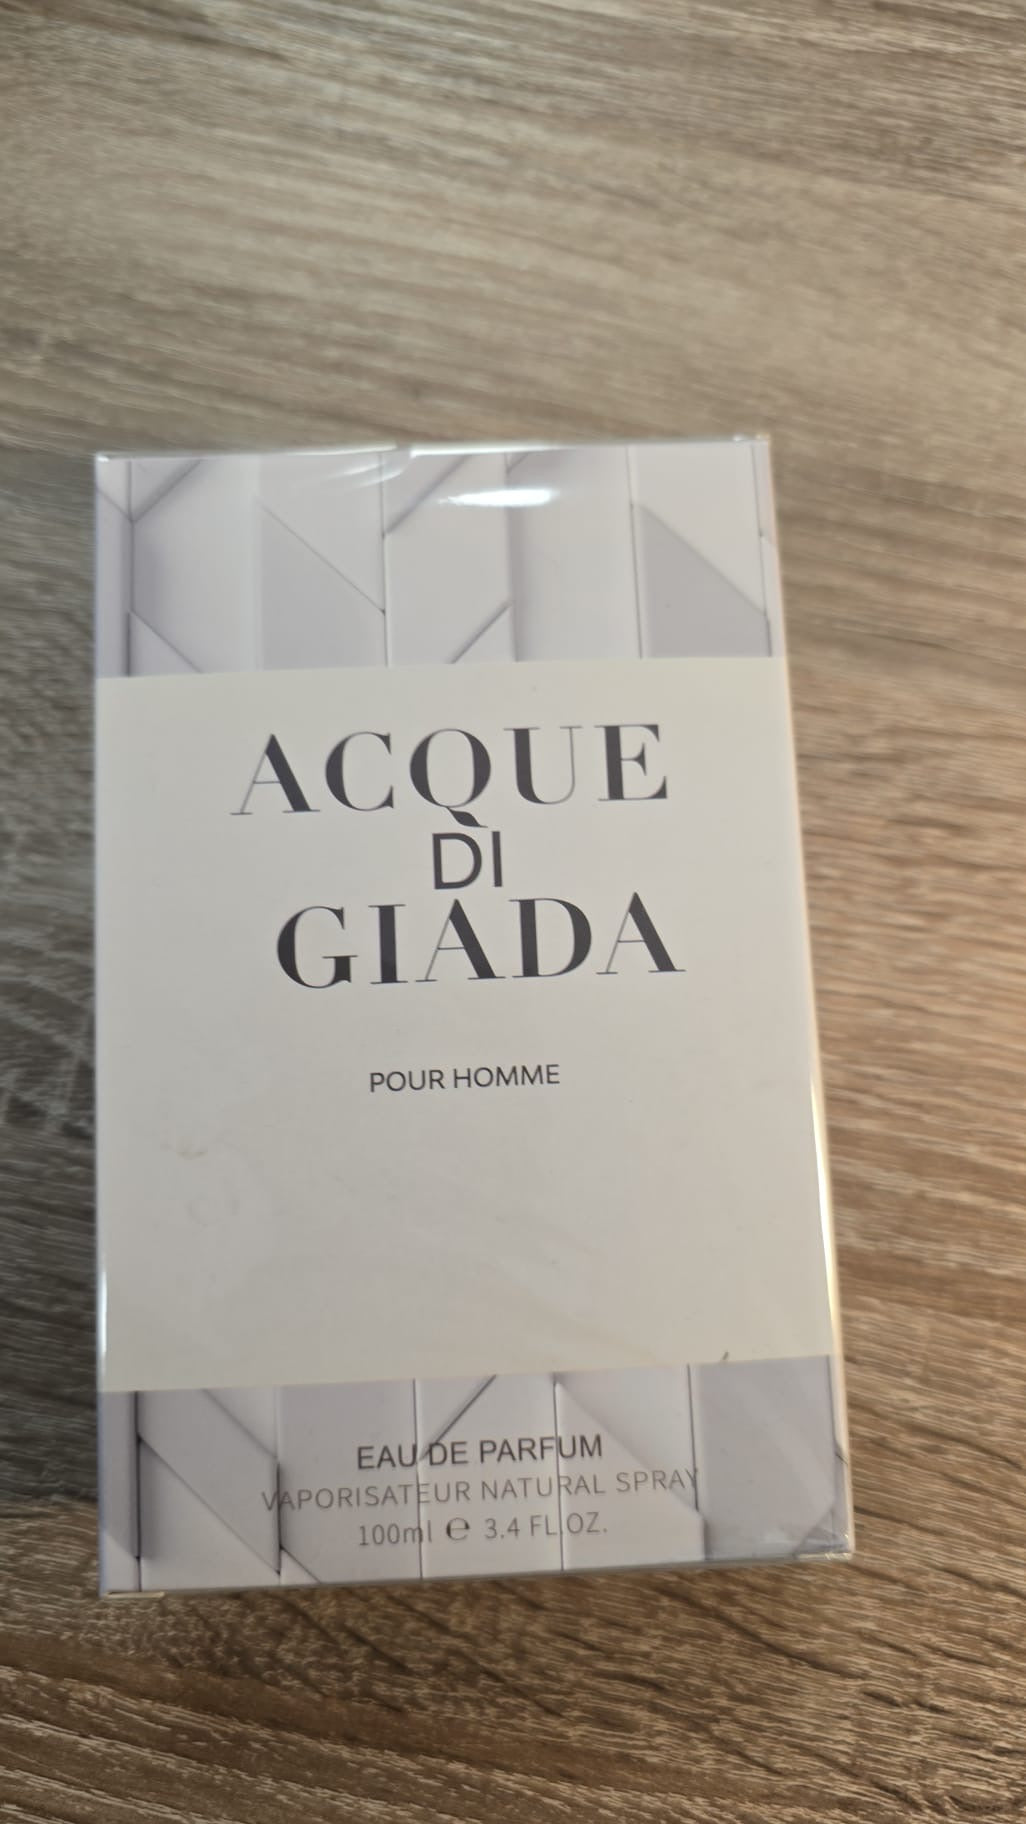 ACQUE
DI
GIADA
POUR HOMME
EAU DE PARFUM
VAPORISATEUR NATURAL SPRAY
100ml ℮ 3.4 FL.OZ.